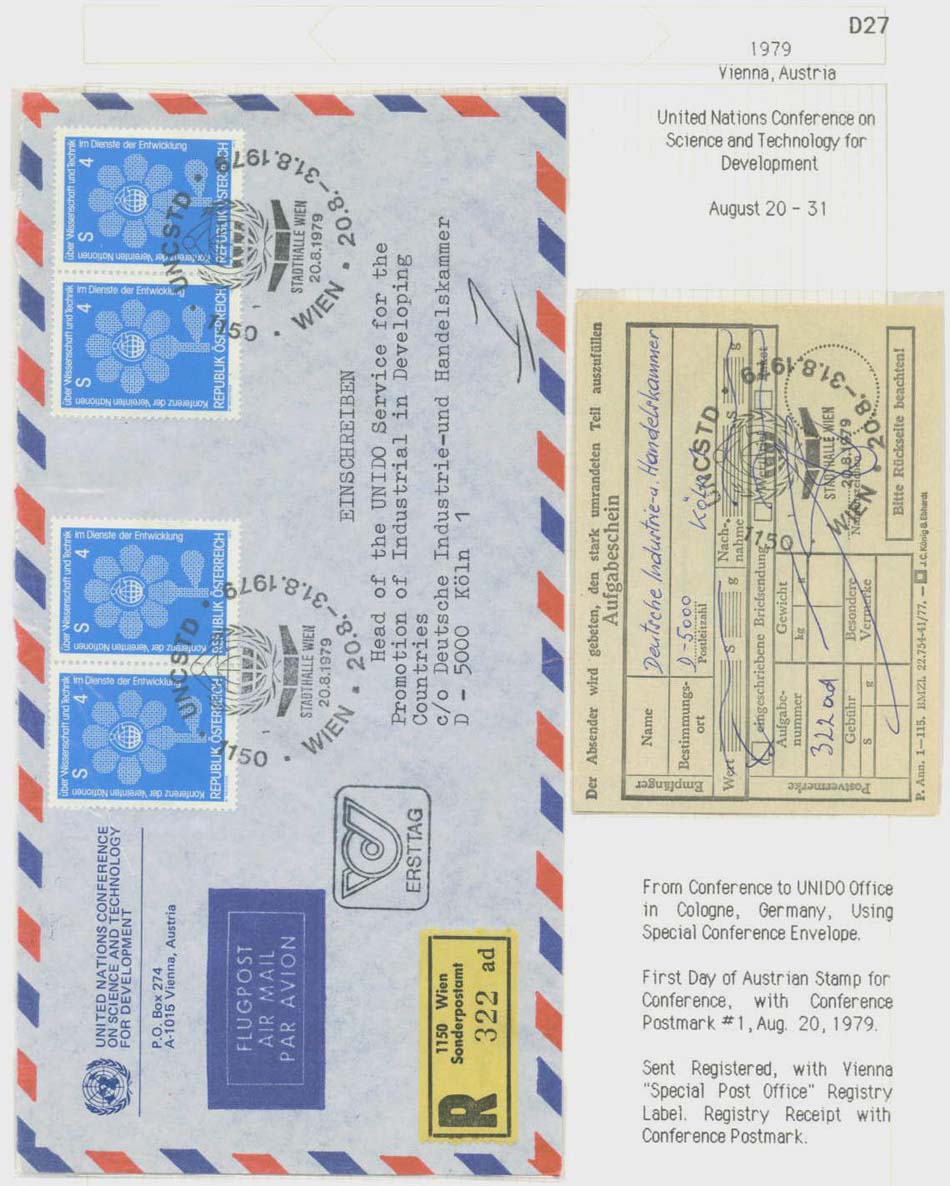 D27
1979
Vienna, Austria
United Nations Conference on
Science and Technology for
Development
August 20 - 31
UNITED NATIONS CONFERENCE
ON SCIENCE AND TECHNOLOGY
FOR DEVELOPMENT
P.O. Box 274
A-1015 Vienna, Austria
FLUGPOST
AIR MAIL
PAR AVION
R
1150 Wien
Sonderpostamt
322 ad
ERSTTAG
Konferenz der Vereinten Nationen
über Wissenschaft und Technik
im Dienste der Entwicklung
S 4
REPUBLIK ÖSTERREICH
Konferenz der Vereinten Nationen
über Wissenschaft und Technik
im Dienste der Entwicklung
S 4
REPUBLIK ÖSTERREICH
UNCSTD • 20.8.–31.8.1979
STADTHALLE WIEN
20.8.1979
• 1150 • WIEN •
Konferenz der Vereinten Nationen
über Wissenschaft und Technik
im Dienste der Entwicklung
S 4
REPUBLIK ÖSTERREICH
Konferenz der Vereinten Nationen
über Wissenschaft und Technik
im Dienste der Entwicklung
S 4
REPUBLIK ÖSTERREICH
UNCSTD • 20.8.–31.8.1979
STADTHALLE WIEN
20.8.1979
• 1150 • WIEN •
EINSCHREIBEN
Head of the UNIDO Service for the
Promotion of Industrial in Developing
Countries
c/o Deutsche Industrie-und Handelskammer
D - 5000 Köln 1
Der Absender wird gebeten, den stark umrandeten Teil auszufüllen
Aufgabeschein
Empfänger
Name
Deutsche Industrie-u. Handelskammer
Bestimmungs-
ort
D-5000 Köln 1
Postleitzahl
Wert S g
Nach-
nahme S g
eingeschriebene Briefsendung
Wertbrief
Paket
Postvermerke
Aufgabe-
nummer
322 ad
Gewicht
kg g
Gebühr
S g
Besondere
Vermerke
UNCSTD • 20.8.–31.8.1979
STADTHALLE WIEN
20.8.1979
1150 • WIEN •
Bitte Rückseite beachten!
P. Ann. 1—115. BMZl. 22.754-41/77. — J.C. König & Ebhardt
From Conference to UNIDO Office
in Cologne, Germany, Using
Special Conference Envelope.
First Day of Austrian Stamp for
Conference, with Conference
Postmark #1, Aug. 20, 1979.
Sent Registered, with Vienna
"Special Post Office" Registry
Label. Registry Receipt with
Conference Postmark.